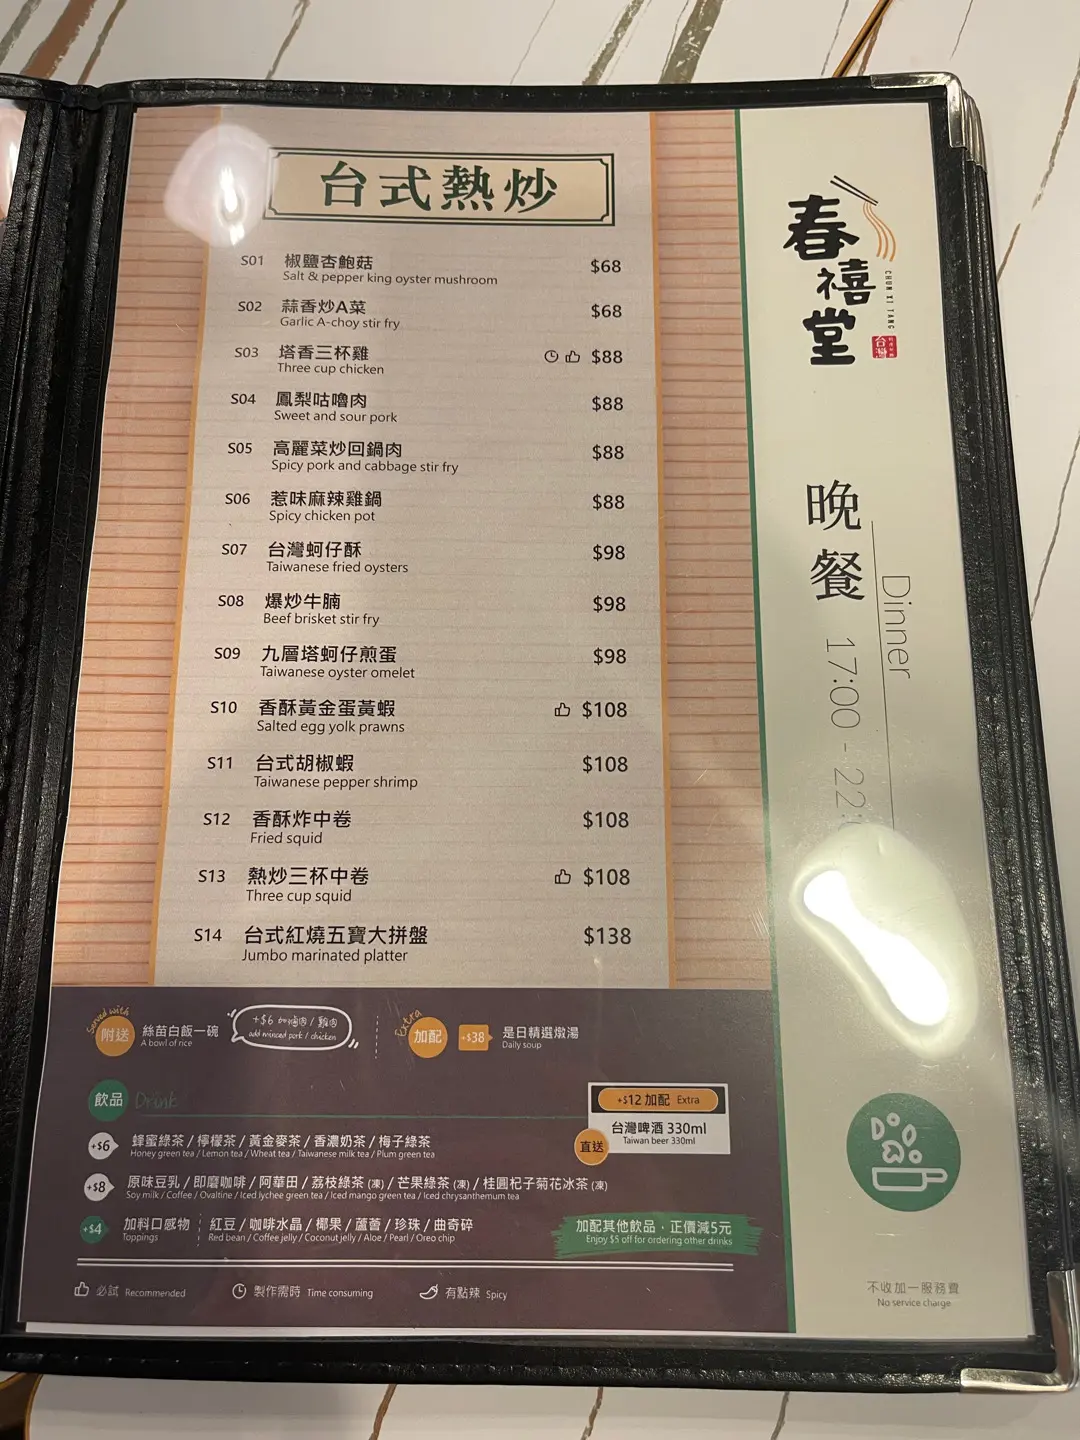 台式熱炒
S01 椒鹽杏鮑菇 $68
Salt & pepper king oyster mushroom
S02 蒜香炒A菜 $68
Garlic A-choy stir fry
S03 塔香三杯雞 $88
Three cup chicken
S04 鳳梨咕嚕肉 $88
Sweet and sour pork
S05 高麗菜炒回鍋肉 $88
Spicy pork and cabbage stir fry
S06 惹味麻辣雞鍋 $88
Spicy chicken pot
S07 台灣蚵仔酥 $98
Taiwanese fried oysters
S08 爆炒牛腩 $98
Beef brisket stir fry
S09 九層塔蚵仔煎蛋 $98
Taiwanese oyster omelet
S10 香酥黃金蛋黃蝦 $108
Salted egg yolk prawns
S11 台式胡椒蝦 $108
Taiwanese pepper shrimp
S12 香酥炸中卷 $108
Fried squid
S13 熱炒三杯中卷 $108
Three cup squid
S14 台式紅燒五寶大拼盤 $138
Jumbo marinated platter
Served with
附送 絲苗白飯一碗
A bowl of rice
+$6 加滷肉 / 雞肉
add minced pork / chicken
Extra
加配 +$38 是日精選燉湯
Daily soup
飲品 Drink
+$12 加配 Extra
台灣啤酒 330ml
Taiwan beer 330ml
直送
+$6 蜂蜜綠茶 / 檸檬茶 / 黃金麥茶 / 香濃奶茶 / 梅子綠茶
Honey green tea / Lemon tea / Wheat tea / Taiwanese milk tea / Plum green tea
+$8 原味豆乳 / 即磨咖啡 / 阿華田 / 荔枝綠茶 (凍) / 芒果綠茶 (凍) / 桂圓杞子菊花冰茶 (凍)
Soy milk / Coffee / Ovaltine / Iced lychee green tea / Iced mango green tea / Iced chrysanthemum tea
+$4 加料口感物 紅豆 / 咖啡水晶 / 椰果 / 蘆薈 / 珍珠 / 曲奇碎
Toppings Red bean / Coffee jelly / Coconut jelly / Aloe / Pearl / Oreo chip
加配其他飲品，正價減5元
Enjoy $5 off for ordering other drinks
必試 Recommended 製作需時 Time consuming 有點辣 Spicy
春禧堂
CHUN XI TANG
台灣
晚餐 17:00 - 22:
Dinner
不收加一服務費
No service charge